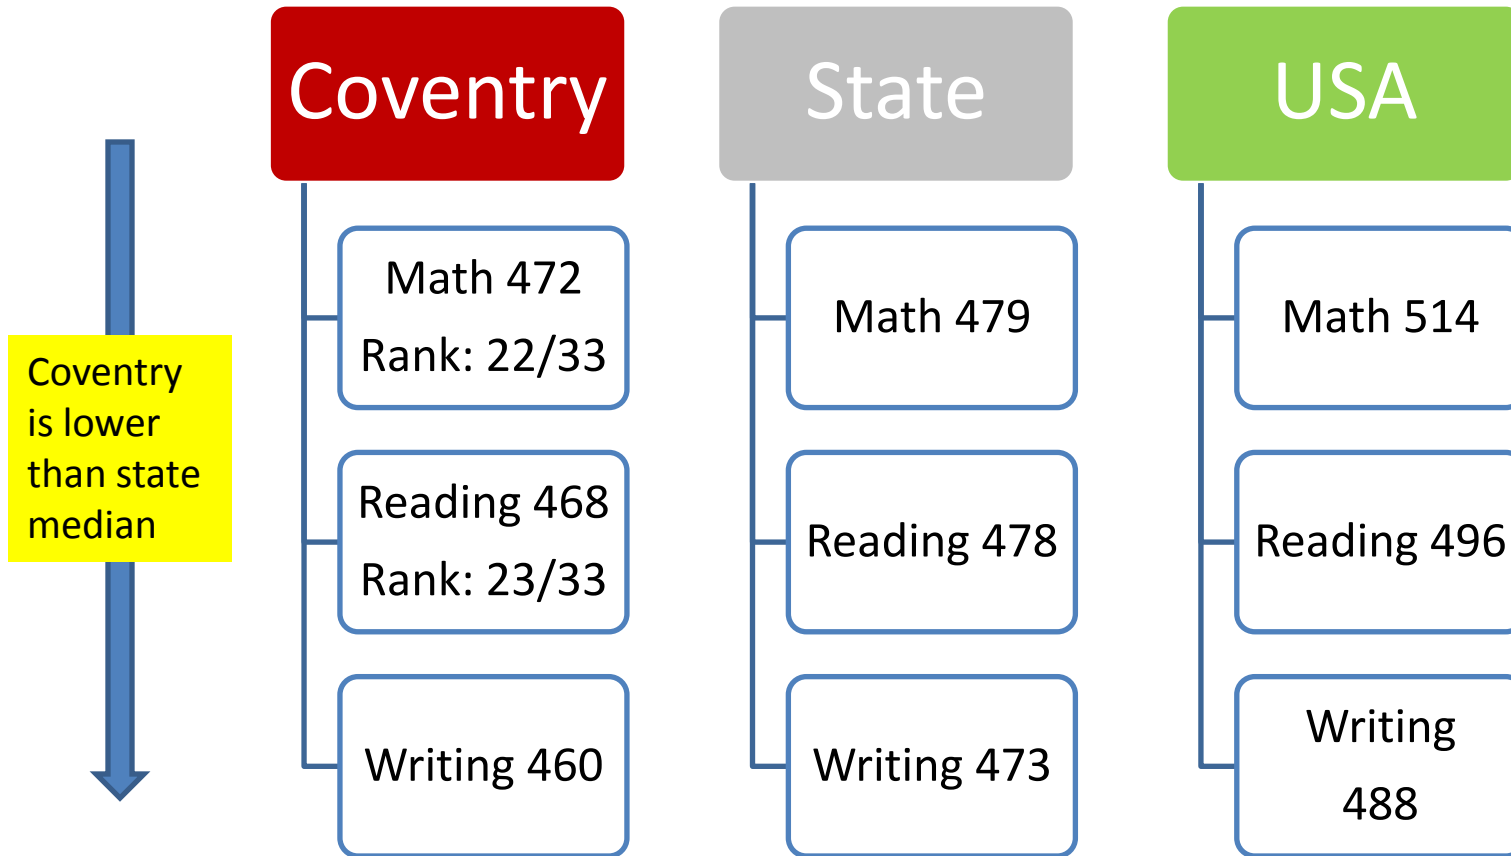 Coventry
State
USA
Coventry
is lower
than state
median
Math 472
Rank: 22/33
Reading 468
Rank: 23/33
Writing 460
Math 479
Reading 478
Writing 473
Math 514
Reading 496
Writing
488